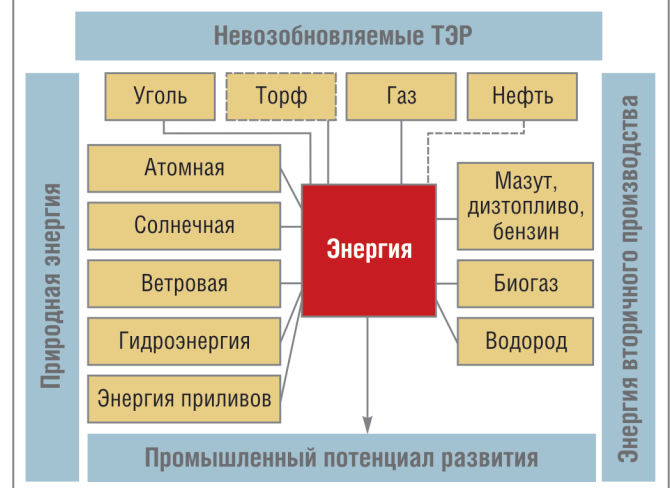 Невозобновляемые ТЭР
Уголь
Торф
Газ
Нефть
Природная энергия
Атомная
Солнечная
Ветровая
Гидроэнергия
Энергия приливов
Энергия
Мазут,
дизтопливо,
бензин
Биогаз
Водород
Энергия вторичного производства
Промышленный потенциал развития